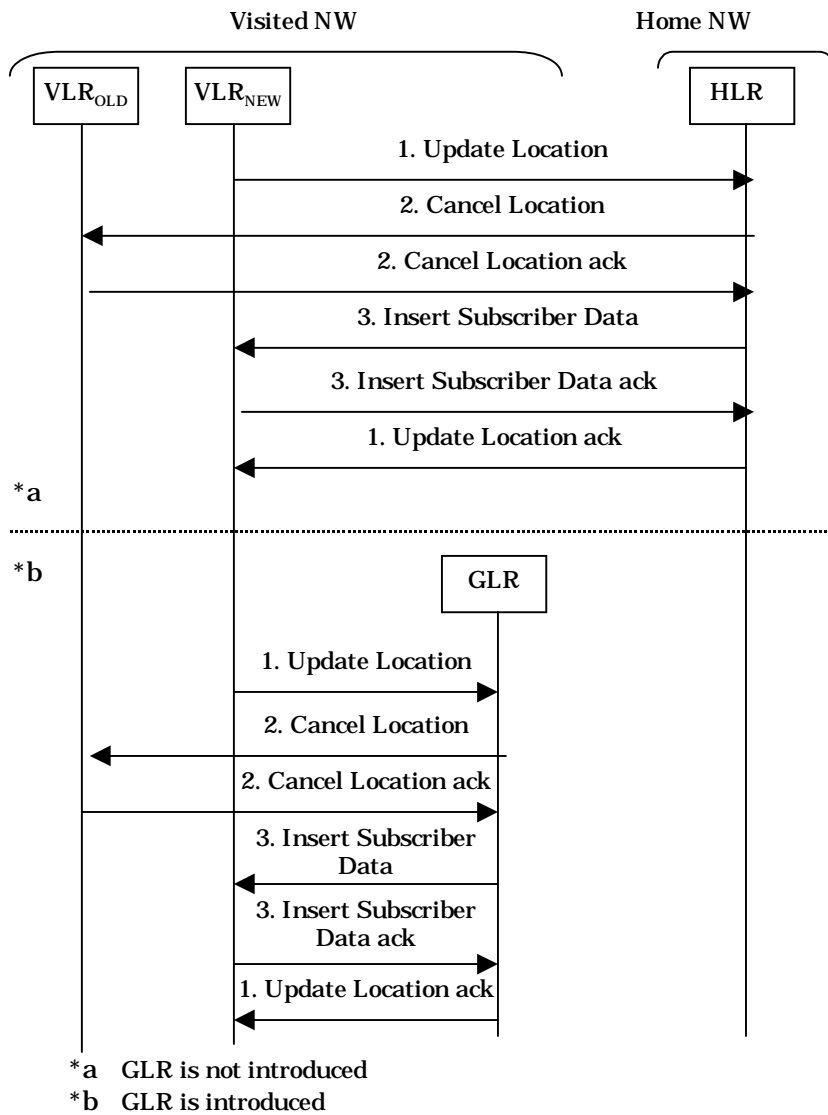 Visited NW
Home NW
VLR_OLD
VLR_NEW
HLR
1. Update Location
2. Cancel Location
2. Cancel Location ack
3. Insert Subscriber Data
3. Insert Subscriber Data ack
1. Update Location ack
*a
*b
GLR
1. Update Location
2. Cancel Location
2. Cancel Location ack
3. Insert Subscriber
Data
3. Insert Subscriber
Data ack
1. Update Location ack
*a GLR is not introduced
*b GLR is introduced